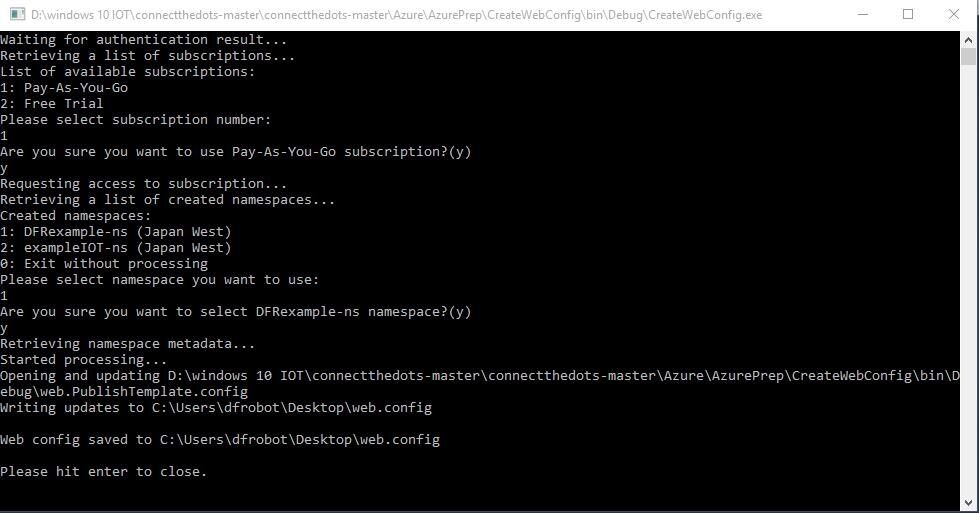 D:\windows 10 IOT\connectthedots-master\connectthedots-master\Azure\AzurePrep\CreateWebConfig\bin\Debug\CreateWebConfig.exe
Waiting for authentication result...
Retrieving a list of subscriptions...
List of available subscriptions:
1: Pay-As-You-Go
2: Free Trial
Please select subscription number:
1
Are you sure you want to use Pay-As-You-Go subscription?(y)
y
Requesting access to subscription...
Retrieving a list of created namespaces...
Created namespaces:
1: DFRexample-ns (Japan West)
2: exampleIOT-ns (Japan West)
0: Exit without processing
Please select namespace you want to use:
1
Are you sure you want to select DFRexample-ns namespace?(y)
y
Retrieving namespace metadata...
Started processing...
Opening and updating D:\windows 10 IOT\connectthedots-master\connectthedots-master\Azure\AzurePrep\CreateWebConfig\bin\D
ebug\web.PublishTemplate.config
Writing updates to C:\Users\dfrobot\Desktop\web.config
Web config saved to C:\Users\dfrobot\Desktop\web.config
Please hit enter to close.